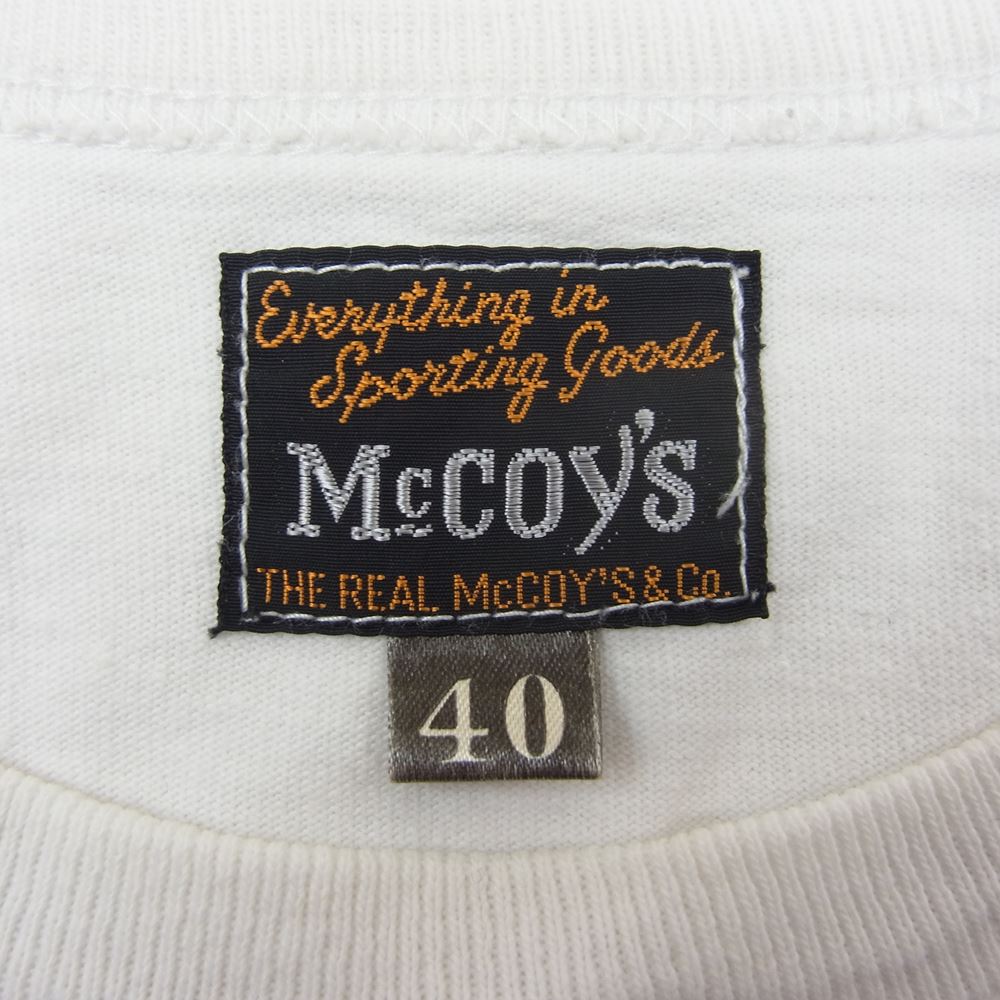 Everything in
Sporting Goods
McCOY'S
THE REAL McCOY'S & Co.
40